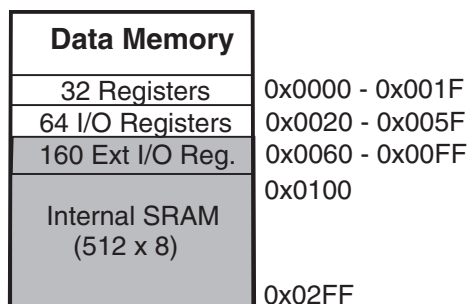 Data Memory
32 Registers 0x0000 - 0x001F
64 I/O Registers 0x0020 - 0x005F
160 Ext I/O Reg. 0x0060 - 0x00FF
0x0100
Internal SRAM
(512 x 8)
0x02FF